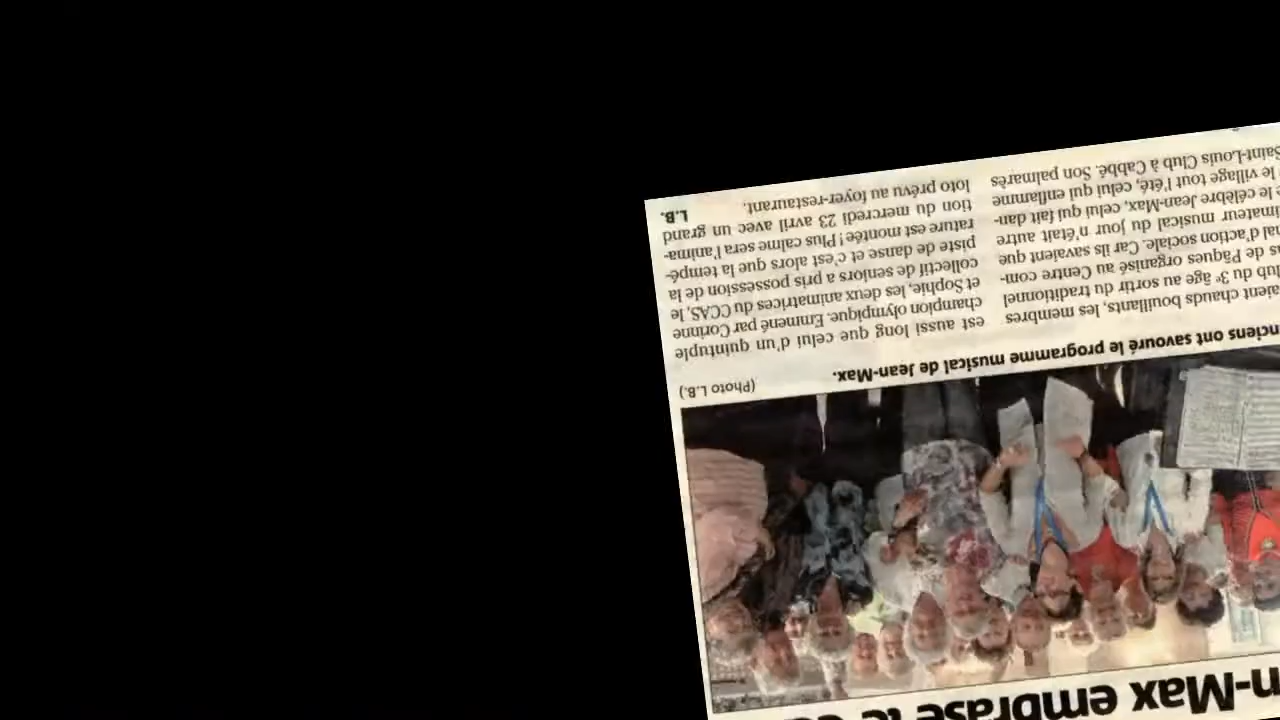 n-Max embrase le
nciens ont savouré le programme musical de Jean-Max. (Photo L.B.)
aient chauds bouillants, les membres
lub du 3e âge au sortir du traditionnel
as de Pâques organisé au Centre com-
nal d'action sociale. Car ils savaient que
imateur musical du jour n'était autre
le célèbre Jean-Max, celui qui fait dan-
le village tout l'été, celui qui enflamme
Saint-Louis Club à Cabbé. Son palmarès
est aussi long que celui d'un quintuple
champion olympique. Emmené par Corinne
et Sophie, les deux animatrices du CCAS, le
collectif de seniors a pris possession de la
piste de danse et c'est alors que la tempé-
rature est montée ! Plus calme sera l'anima-
tion du mercredi 23 avril avec un grand
loto prévu au foyer-restaurant.
L.B.